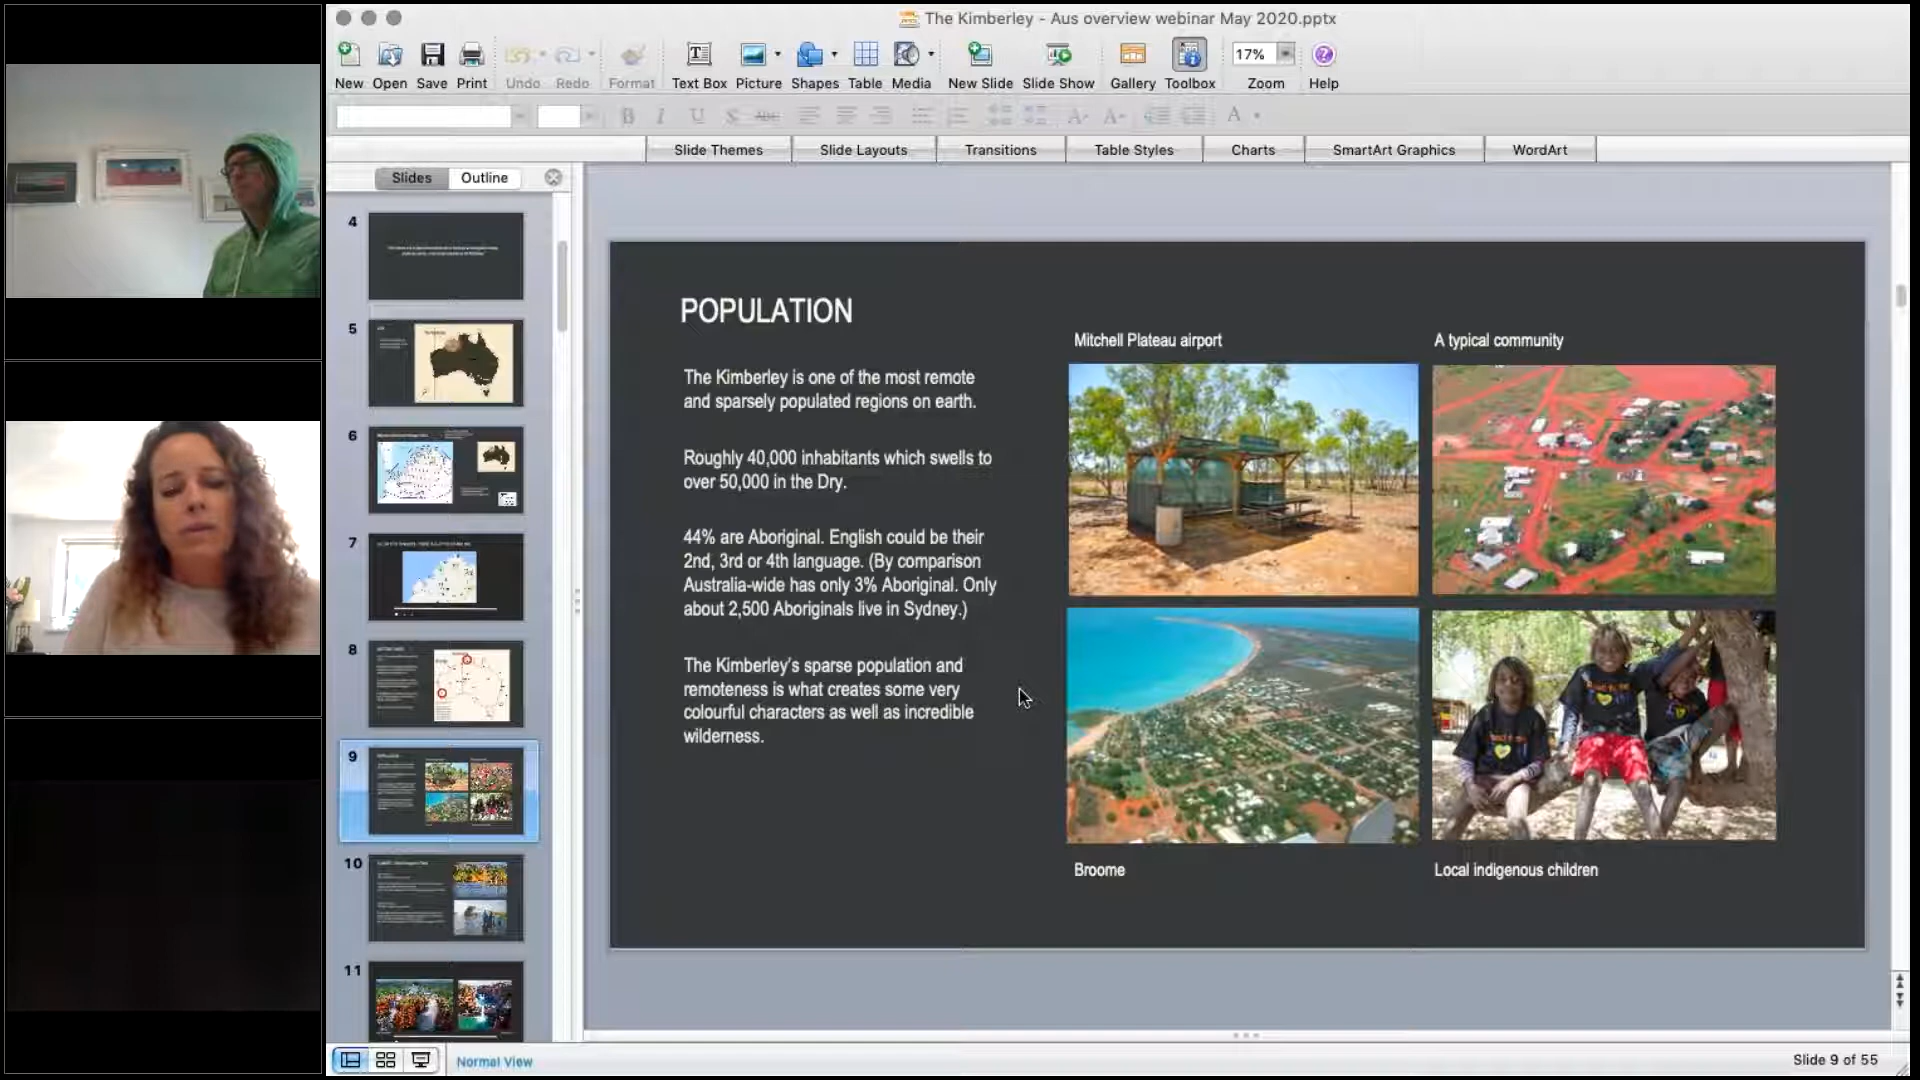 The Kimberley - Aus overview webinar May 2020.pptx
New Open Save Print Undo Redo Format Text Box Picture Shapes Table Media New Slide Slide Show Gallery Toolbox Zoom Help
17%
Slide Themes Slide Layouts Transitions Table Styles Charts SmartArt Graphics WordArt
Slides Outline
4
5
6
7
8
9
10
11
POPULATION
The Kimberley is one of the most remote
and sparsely populated regions on earth.
Roughly 40,000 inhabitants which swells to
over 50,000 in the Dry.
44% are Aboriginal. English could be their
2nd, 3rd or 4th language. (By comparison
Australia-wide has only 3% Aboriginal. Only
about 2,500 Aboriginals live in Sydney.)
The Kimberley's sparse population and
remoteness is what creates some very
colourful characters as well as incredible
wilderness.
Mitchell Plateau airport
A typical community
Broome
Local indigenous children
Normal View
Slide 9 of 55